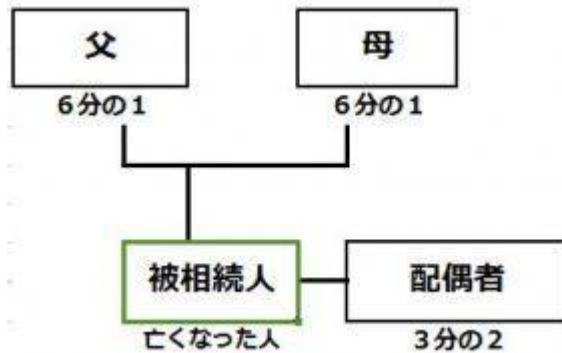 父
母
６分の１
６分の１
被相続人
配偶者
亡くなった人
３分の２